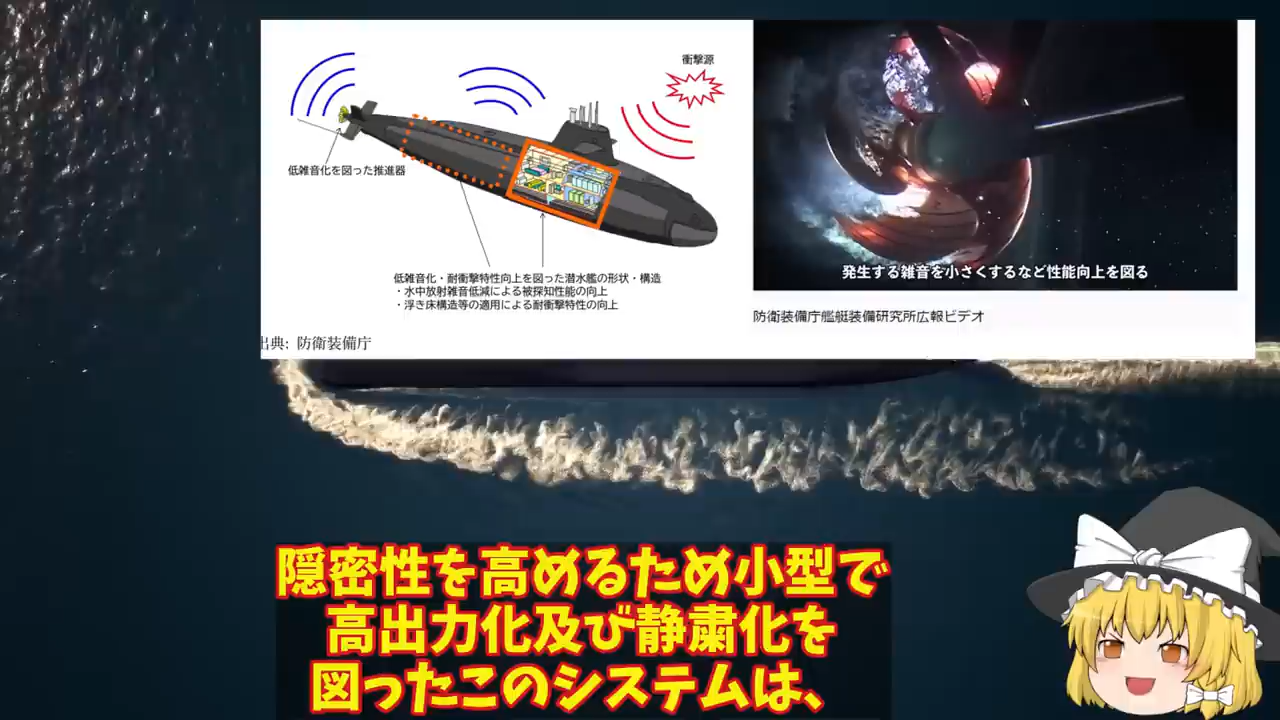 衝撃源
低雑音化を図った推進器
低雑音化・耐衝撃特性向上を図った潜水艦の形状・構造
・水中放射雑音低減による被探知性能の向上
・浮き床構造等の適用による耐衝撃特性の向上
出典; 防衛装備庁
発生する雑音を小さくするなど性能向上を図る
防衛装備庁艦艇装備研究所広報ビデオ
隠密性を高めるため小型で
高出力化及び静粛化を
図ったこのシステムは、